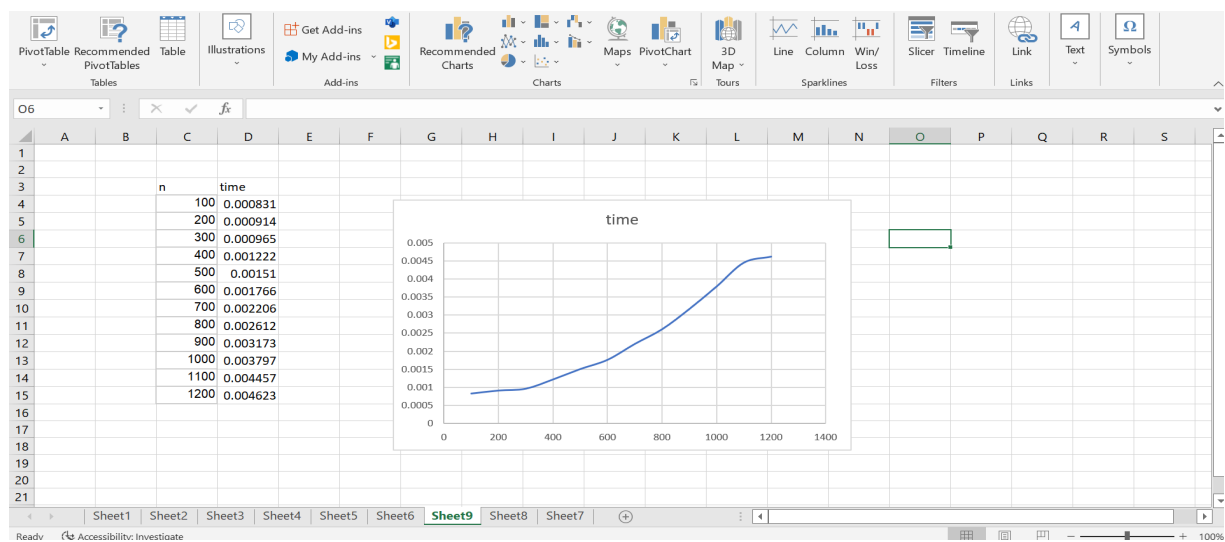 PivotTable Recommended PivotTables Table
Illustrations
Get Add-ins
My Add-ins
Recommended Charts
Maps PivotChart
3D Map
Line Column Win/Loss
Slicer Timeline
Link
Text
Symbols
Tables
Add-ins
Charts
Tours
Sparklines
Filters
Links
O6 fx
A B C D E F G H I J K L M N O P Q R S
1
2
3 n time
4 100 0.000831
5 200 0.000914
6 300 0.000965
7 400 0.001222
8 500 0.00151
9 600 0.001766
10 700 0.002206
11 800 0.002612
12 900 0.003173
13 1000 0.003797
14 1100 0.004457
15 1200 0.004623
16
17
18
19
20
21
time
0.005
0.0045
0.004
0.0035
0.003
0.0025
0.002
0.0015
0.001
0.0005
0
0 200 400 600 800 1000 1200 1400
Sheet1 Sheet2 Sheet3 Sheet4 Sheet5 Sheet6 Sheet9 Sheet8 Sheet7
Ready Accessibility: Investigate 100%